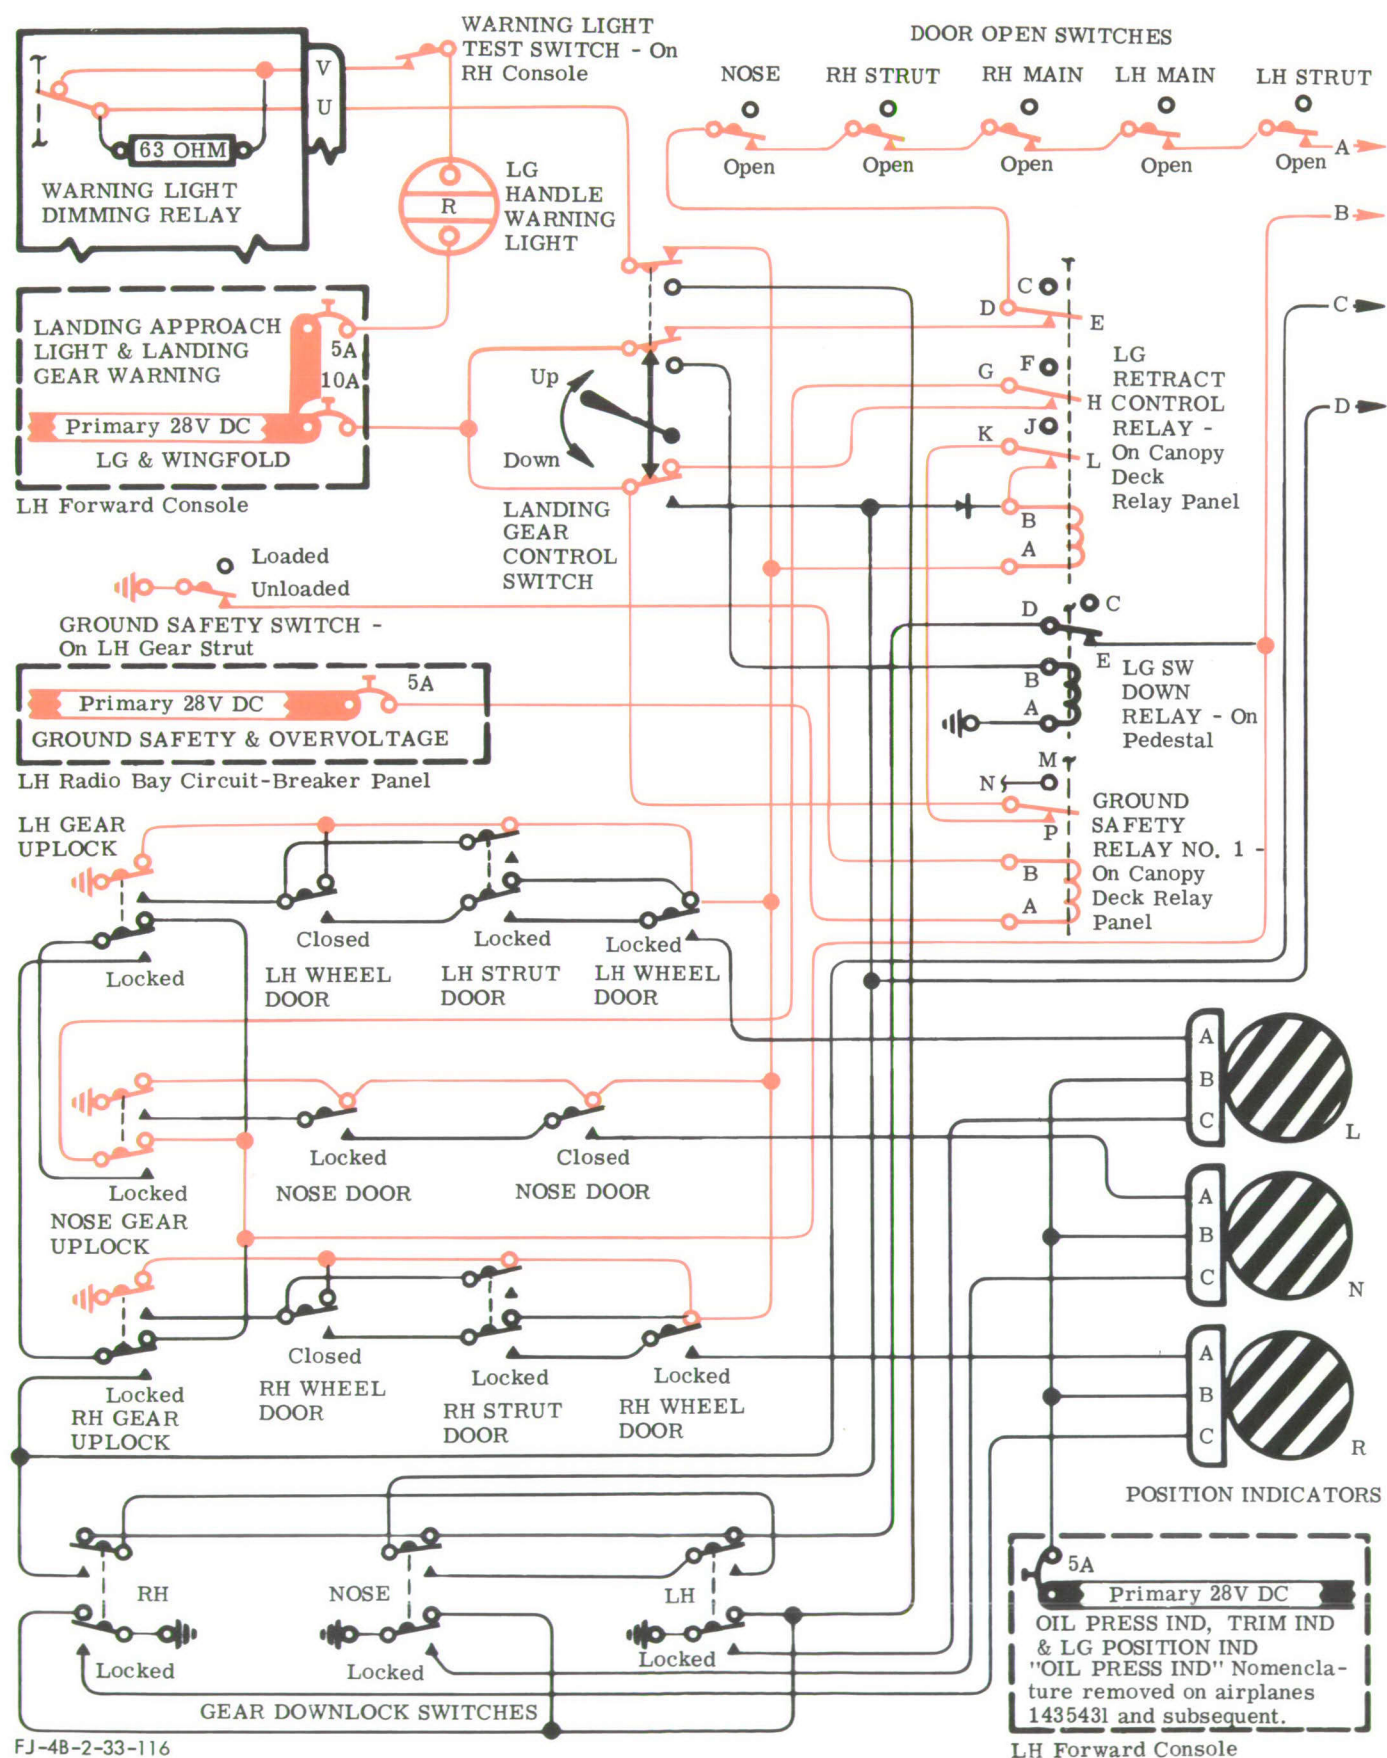 WARNING LIGHT
TEST SWITCH - On
RH Console
DOOR OPEN SWITCHES
NOSE
RH STRUT
RH MAIN
LH MAIN
LH STRUT
V
U
63 OHM
WARNING LIGHT
DIMMING RELAY
R
LG
HANDLE
WARNING
LIGHT
Open
Open
Open
Open
Open
A
B
C
D
LANDING APPROACH
LIGHT & LANDING
GEAR WARNING
5A
10A
Primary 28V DC
LG & WINGFOLD
LH Forward Console
Up
Down
LANDING
GEAR
CONTROL
SWITCH
C
D
E
F
G
H
J
K
L
B
A
LG
RETRACT
CONTROL
RELAY -
On Canopy
Deck
Relay Panel
Loaded
Unloaded
GROUND SAFETY SWITCH -
On LH Gear Strut
D
C
E
B
A
LG SW
DOWN
RELAY - On
Pedestal
5A
Primary 28V DC
GROUND SAFETY & OVERVOLTAGE
LH Radio Bay Circuit-Breaker Panel
M
N
P
B
A
GROUND
SAFETY
RELAY NO. 1 -
On Canopy
Deck Relay
Panel
LH GEAR
UPLOCK
Locked
Closed
LH WHEEL
DOOR
Locked
LH STRUT
DOOR
Locked
LH WHEEL
DOOR
A
B
C
L
Locked
NOSE GEAR
UPLOCK
Locked
NOSE DOOR
Closed
NOSE DOOR
A
B
C
N
Locked
RH GEAR
UPLOCK
Closed
RH WHEEL
DOOR
Locked
RH STRUT
DOOR
Locked
RH WHEEL
DOOR
A
B
C
R
POSITION INDICATORS
RH
NOSE
LH
Locked
Locked
Locked
GEAR DOWNLOCK SWITCHES
5A
Primary 28V DC
OIL PRESS IND, TRIM IND
& LG POSITION IND
"OIL PRESS IND" Nomencla-
ture removed on airplanes
1435431 and subsequent.
LH Forward Console
FJ-4B-2-33-116